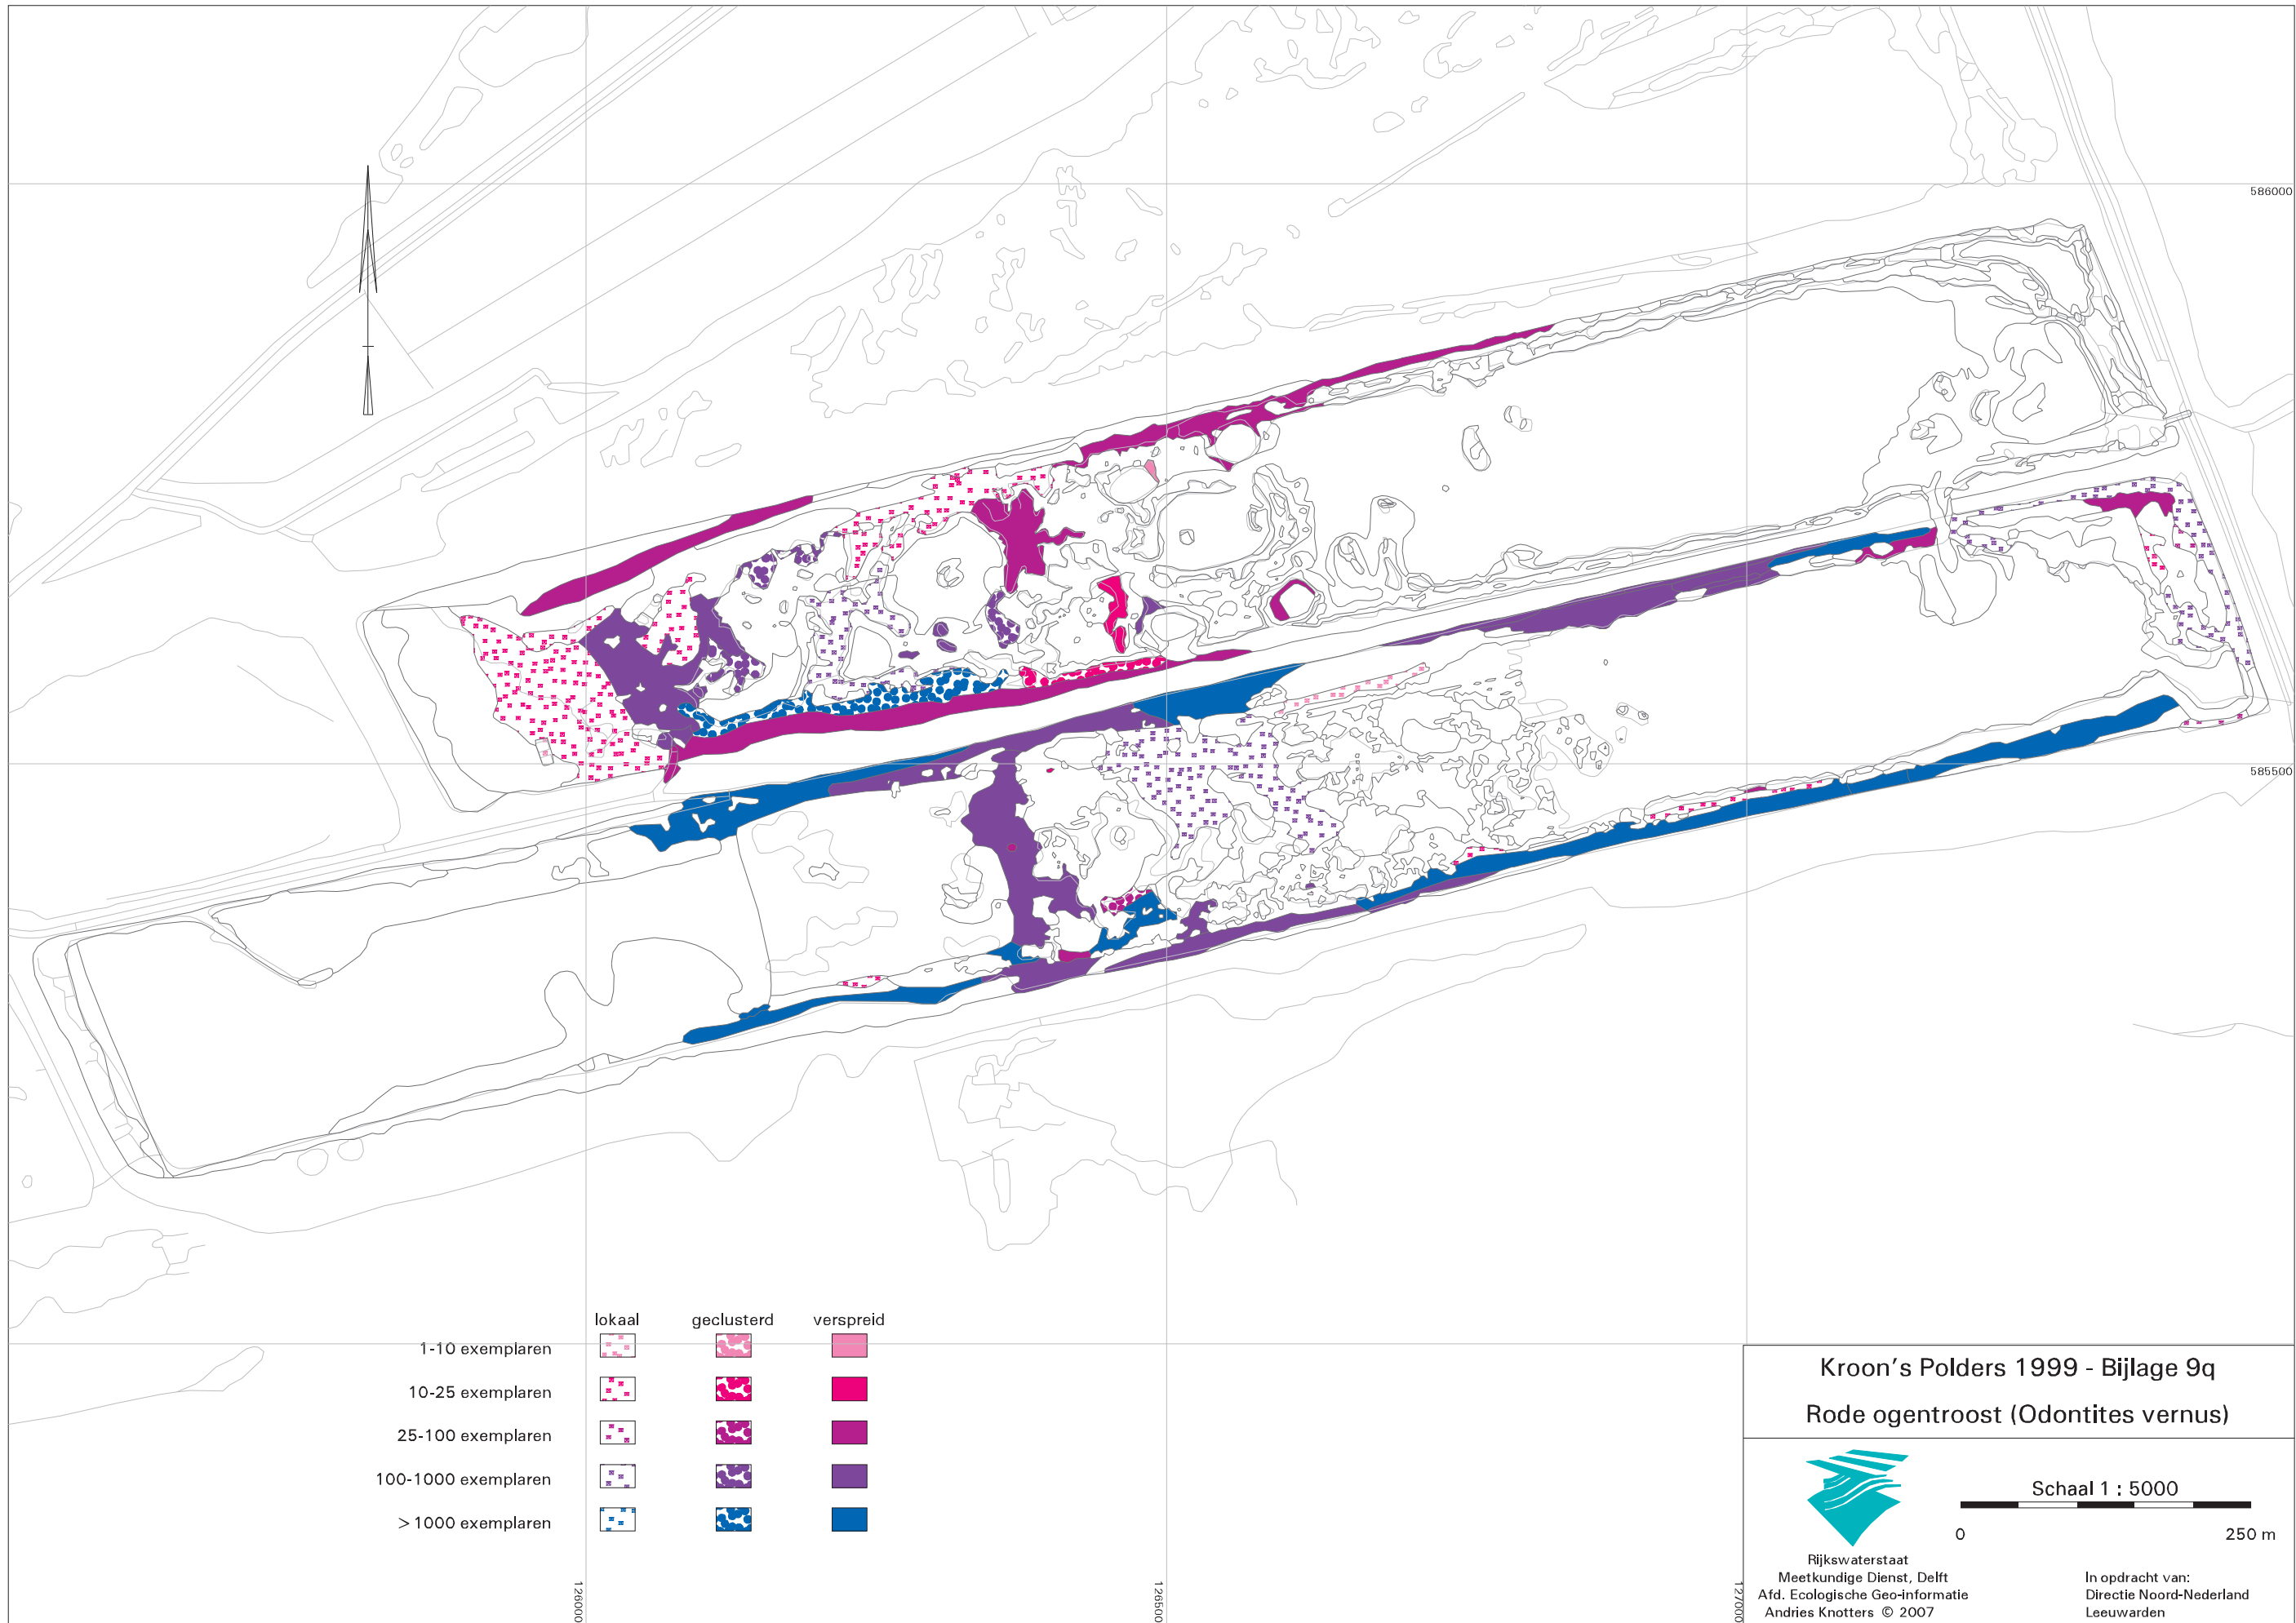 586000
585500
lokaal geclusterd verspreid
1-10 exemplaren
10-25 exemplaren
25-100 exemplaren
100-1000 exemplaren
>1000 exemplaren
126000
126500
127000
Kroon's Polders 1999 - Bijlage 9q
Rode ogentroost (Odontites vernus)
Schaal 1 : 5000
0 250 m
Rijkswaterstaat
Meetkundige Dienst, Delft
Afd. Ecologische Geo-informatie
Andries Knotters © 2007
In opdracht van:
Directie Noord-Nederland
Leeuwarden